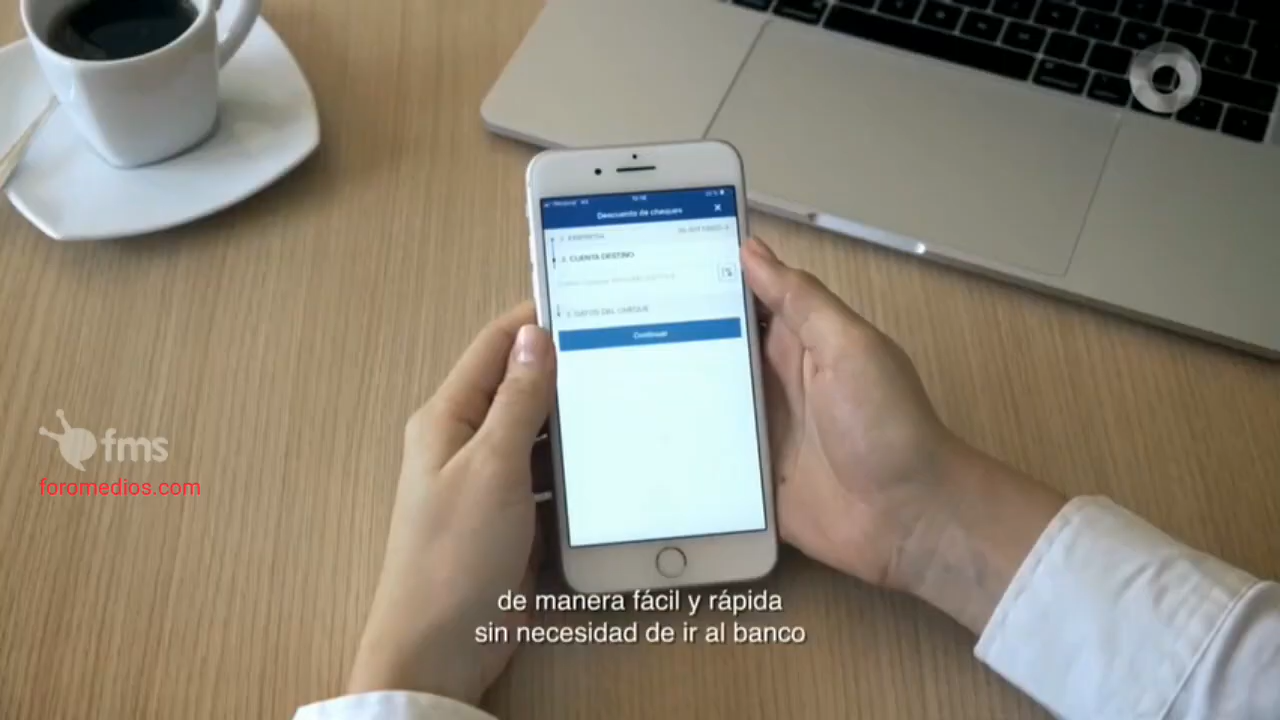 Descuento de cheques
2. CUENTA DESTINO
3. DATOS DEL CHEQUE
Continuar
fms
foromedios.com
de manera fácil y rápida
sin necesidad de ir al banco